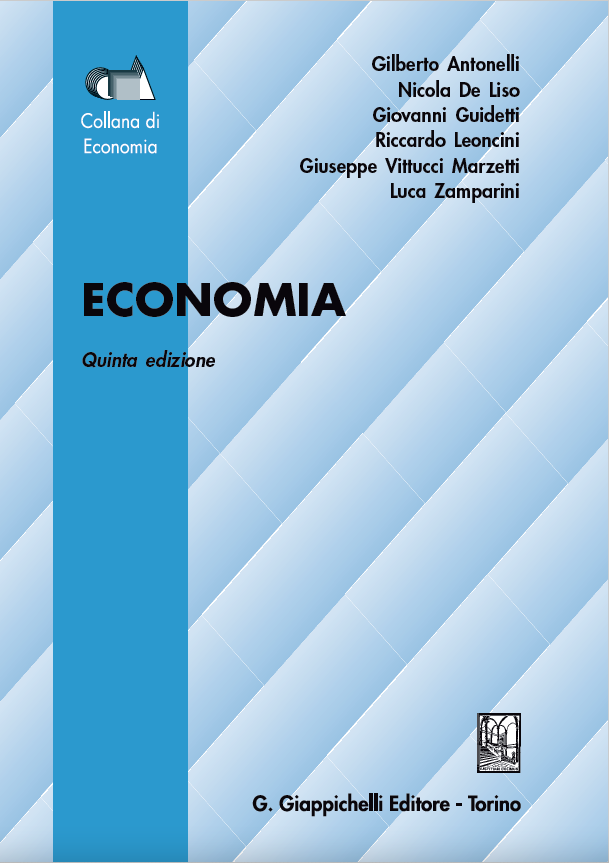 Gilberto Antonelli
Nicola De Liso
Giovanni Guidetti
Riccardo Leoncini
Giuseppe Vittucci Marzetti
Luca Zamparini
Collana di
Economia
ECONOMIA
Quinta edizione
G. Giappichelli Editore - Torino